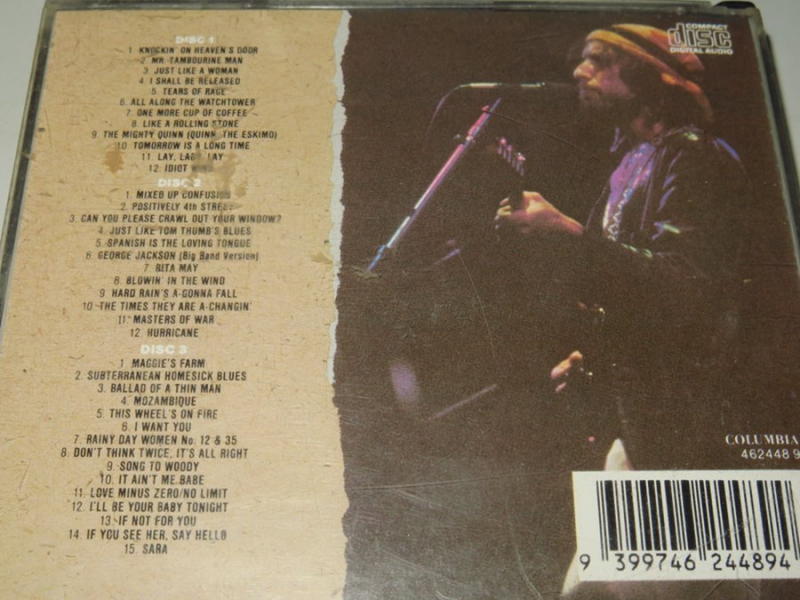 DISC 1
1. KNOCKIN' ON HEAVEN'S DOOR
2. MR. TAMBOURINE MAN
3. JUST LIKE A WOMAN
4. I SHALL BE RELEASED
5. TEARS OF RAGE
6. ALL ALONG THE WATCHTOWER
7. ONE MORE CUP OF COFFEE
8. LIKE A ROLLING STONE
9. THE MIGHTY QUINN (QUINN, THE ESKIMO)
10. TOMORROW IS A LONG TIME
11. LAY, LADY, LAY
12. IDIOT
DISC 2
1. MIXED UP CONFUSION
2. POSITIVELY 4th STREET
3. CAN YOU PLEASE CRAWL OUT YOUR WINDOW?
4. JUST LIKE TOM THUMB'S BLUES
5. SPANISH IS THE LOVING TONGUE
6. GEORGE JACKSON (Big Band Version)
7. RITA MAY
8. BLOWIN' IN THE WIND
9. HARD RAIN'S A-GONNA FALL
10. THE TIMES THEY ARE A-CHANGIN'
11. MASTERS OF WAR
12. HURRICANE
DISC 3
1. MAGGIE'S FARM
2. SUBTERRANEAN HOMESICK BLUES
3. BALLAD OF A THIN MAN
4. MOZAMBIQUE
5. THIS WHEEL'S ON FIRE
6. I WANT YOU
7. RAINY DAY WOMEN No. 12 & 35
8. DON'T THINK TWICE, IT'S ALL RIGHT
9. SONG TO WOODY
10. IT AIN'T ME BABE
11. LOVE MINUS ZERO/NO LIMIT
12. I'LL BE YOUR BABY TONIGHT
13. IF NOT FOR YOU
14. IF YOU SEE HER, SAY HELLO
15. SARA
COMPACT
disc
DIGITAL AUDIO
COLUMBIA
462448 9
9 399746 244894